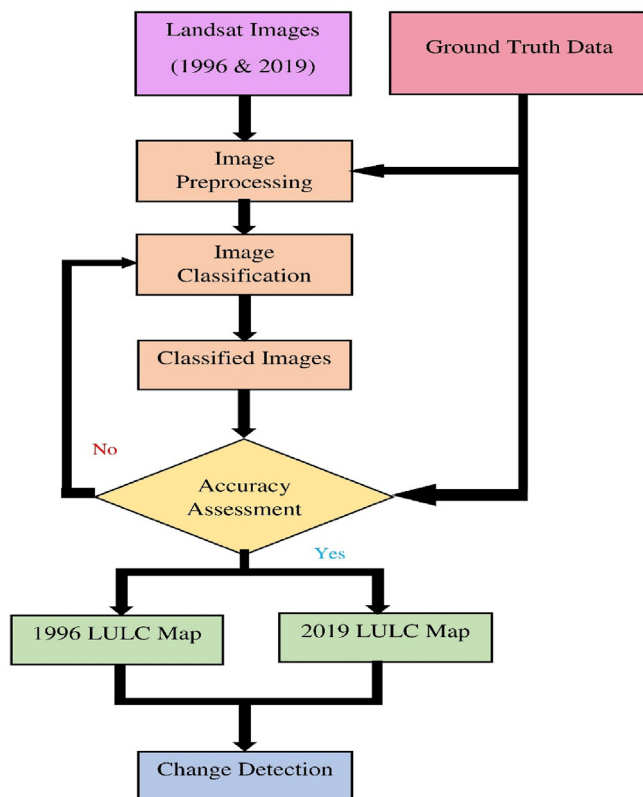 Landsat Images
(1996 & 2019)
Ground Truth Data
Image
Preprocessing
Image
Classification
Classified Images
No
Accuracy
Assessment
Yes
1996 LULC Map
2019 LULC Map
Change Detection